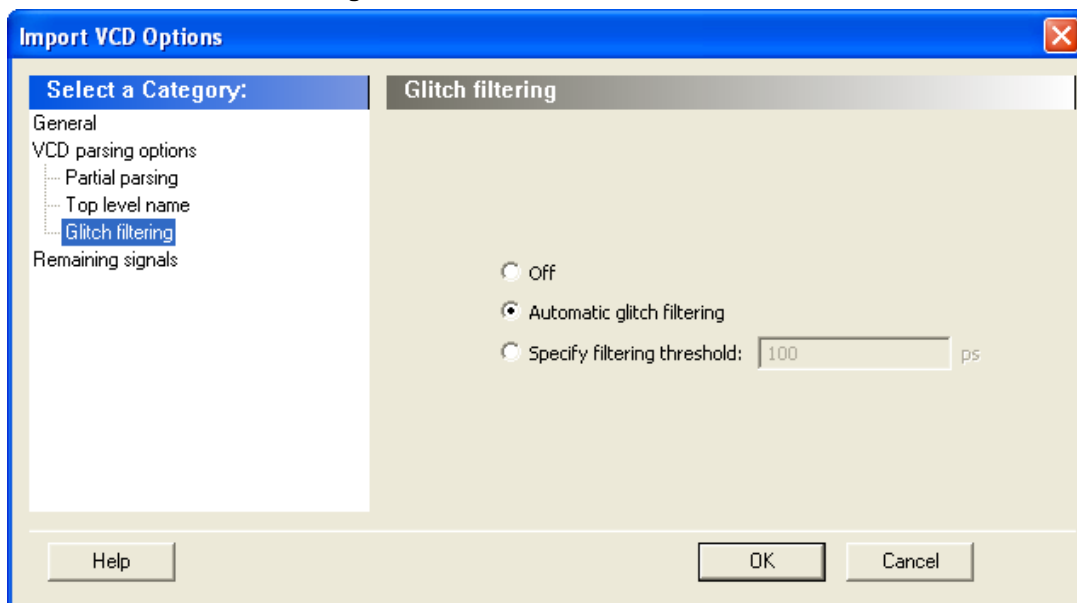 Import VCD Options
Select a Category:
General
VCD parsing options
Partial parsing
Top level name
Glitch filtering
Remaining signals
Glitch filtering
Off
Automatic glitch filtering
Specify filtering threshold: 100 ps
Help
OK
Cancel